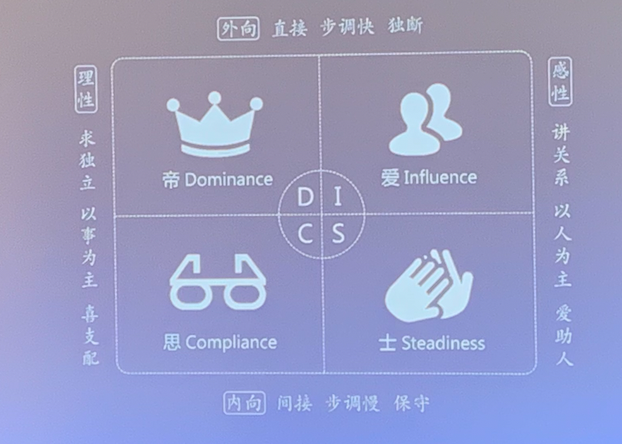 外向 直接 步调快 独断
理性 求独立 以事为主 喜支配
帝 Dominance
爱 Influence
D I
C S
思 Compliance
士 Steadiness
感性 讲关系 以人为主 爱助人
内向 间接 步调慢 保守